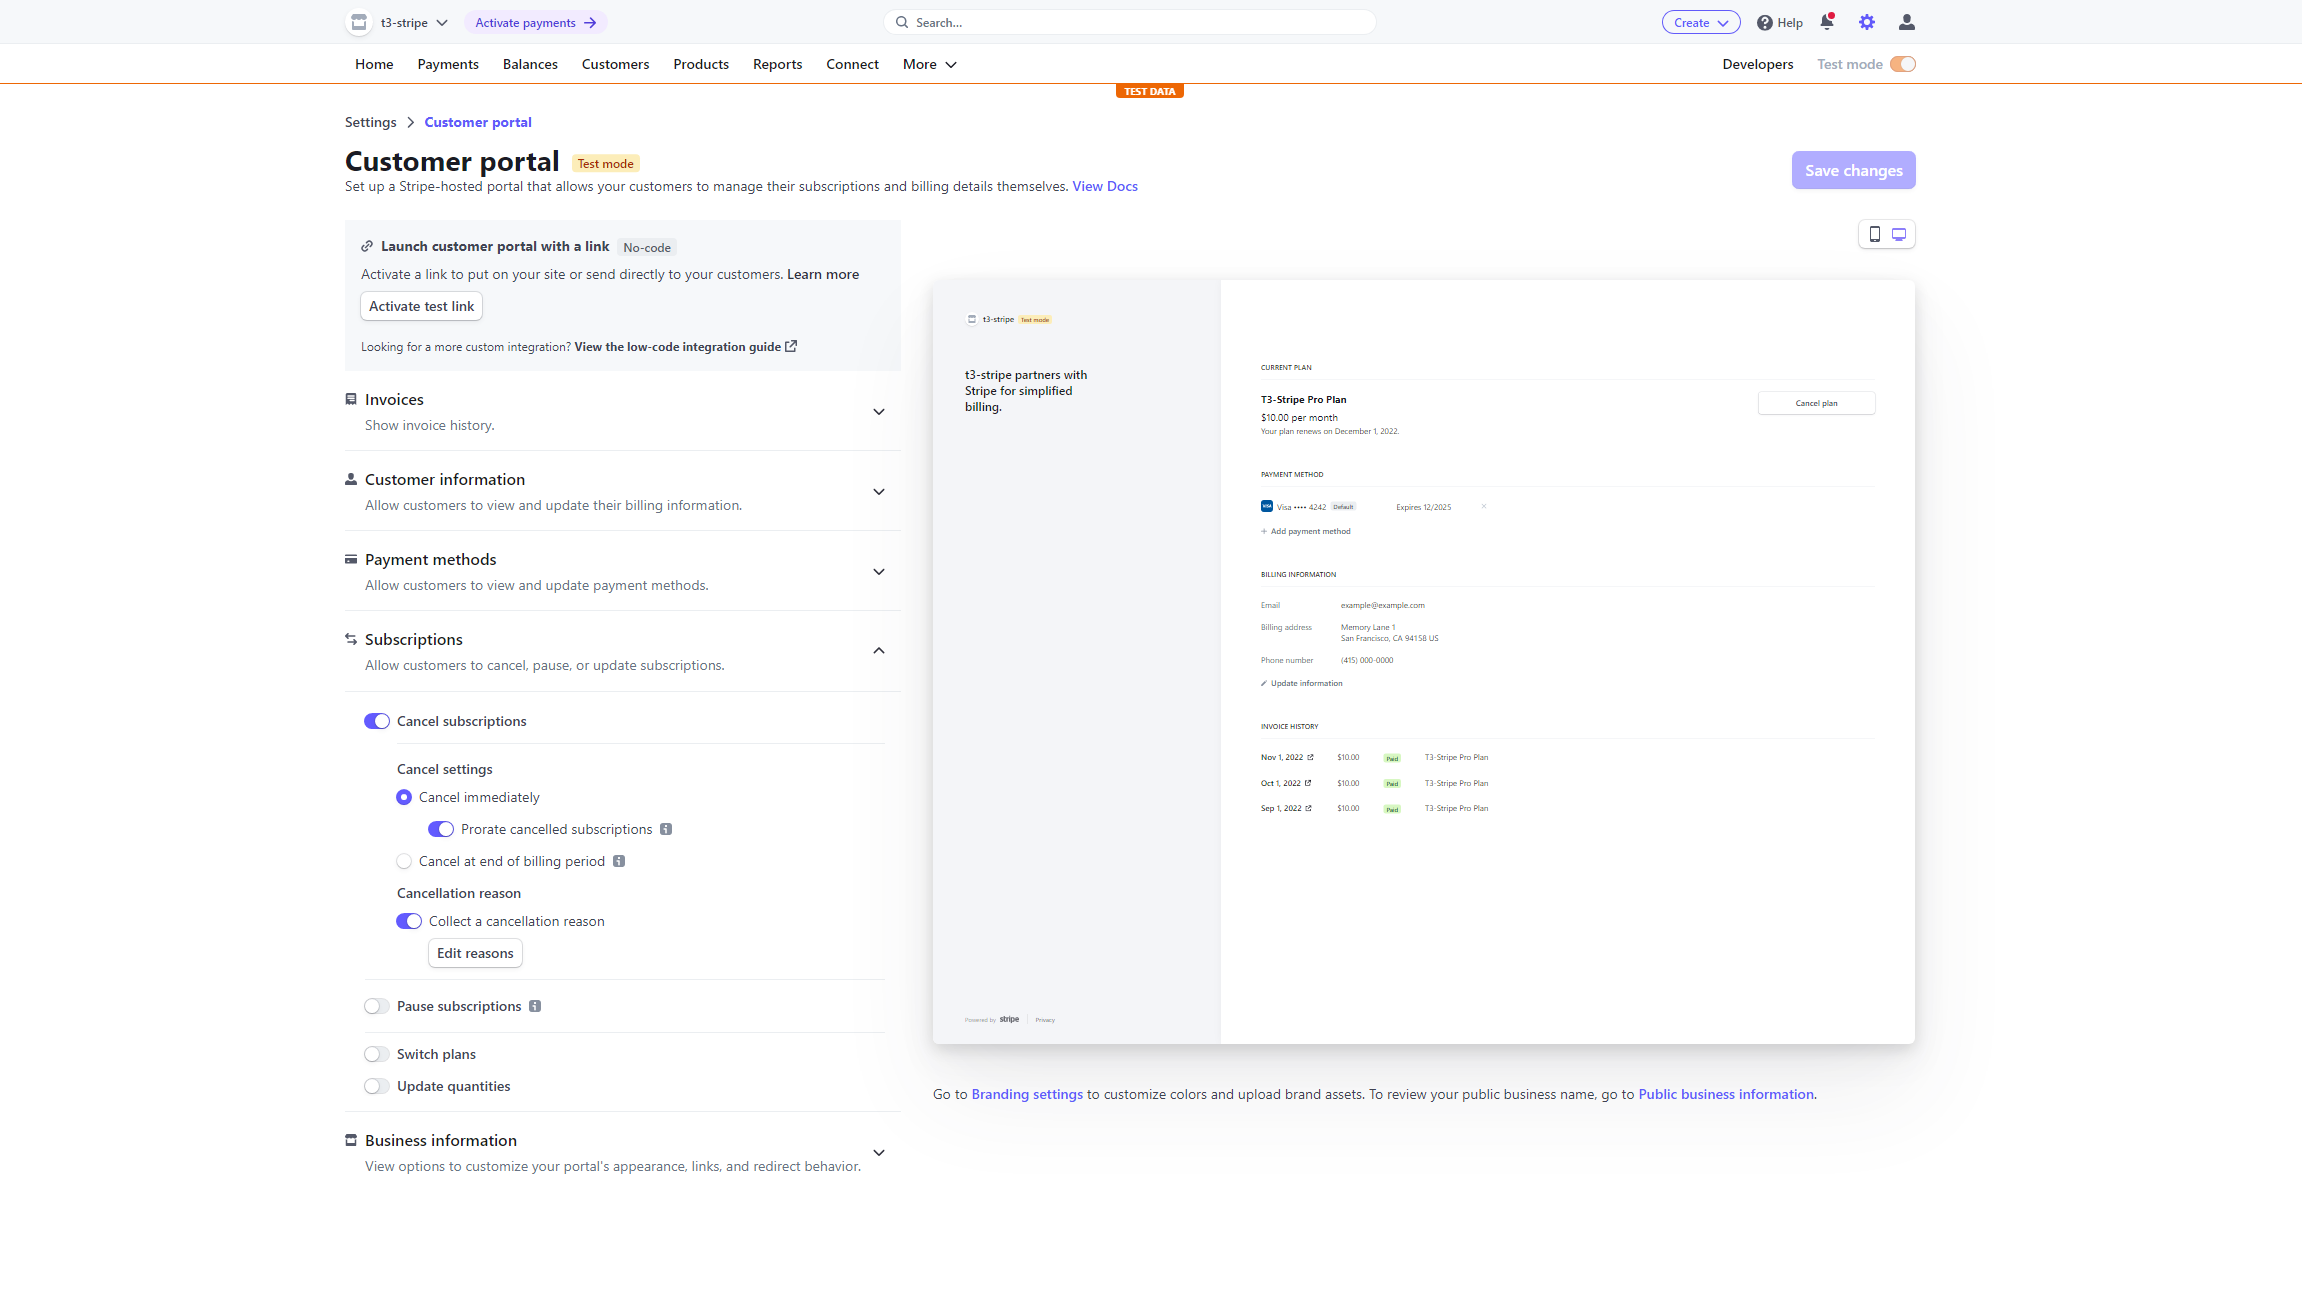 t3-stripe
Activate payments
Search...
Create
Help
Home
Payments
Balances
Customers
Products
Reports
Connect
More
Developers
Test mode
TEST DATA
Settings
Customer portal
Customer portal
Test mode
Set up a Stripe-hosted portal that allows your customers to manage their subscriptions and billing details themselves. View Docs
Save changes
Launch customer portal with a link No-code
Activate a link to put on your site or send directly to your customers. Learn more
Activate test link
Looking for a more custom integration? View the low-code integration guide
Invoices
Show invoice history.
Customer information
Allow customers to view and update their billing information.
Payment methods
Allow customers to view and update payment methods.
Subscriptions
Allow customers to cancel, pause, or update subscriptions.
Cancel subscriptions
Cancel settings
Cancel immediately
Prorate cancelled subscriptions
Cancel at end of billing period
Cancellation reason
Collect a cancellation reason
Edit reasons
Pause subscriptions
Switch plans
Update quantities
Business information
View options to customize your portal's appearance, links, and redirect behavior.
t3-stripe Test mode
t3-stripe partners with
Stripe for simplified
billing.
Powered by stripe Privacy
CURRENT PLAN
T3-Stripe Pro Plan
Cancel plan
$10.00 per month
Your plan renews on December 1, 2022.
PAYMENT METHOD
VISA Visa •••• 4242 Default Expires 12/2025 ×
+ Add payment method
BILLING INFORMATION
Email example@example.com
Billing address Memory Lane 1
San Francisco, CA 94158 US
Phone number (415) 000-0000
Update information
INVOICE HISTORY
Nov 1, 2022 $10.00 Paid T3-Stripe Pro Plan
Oct 1, 2022 $10.00 Paid T3-Stripe Pro Plan
Sep 1, 2022 $10.00 Paid T3-Stripe Pro Plan
Go to Branding settings to customize colors and upload brand assets. To review your public business name, go to Public business information.